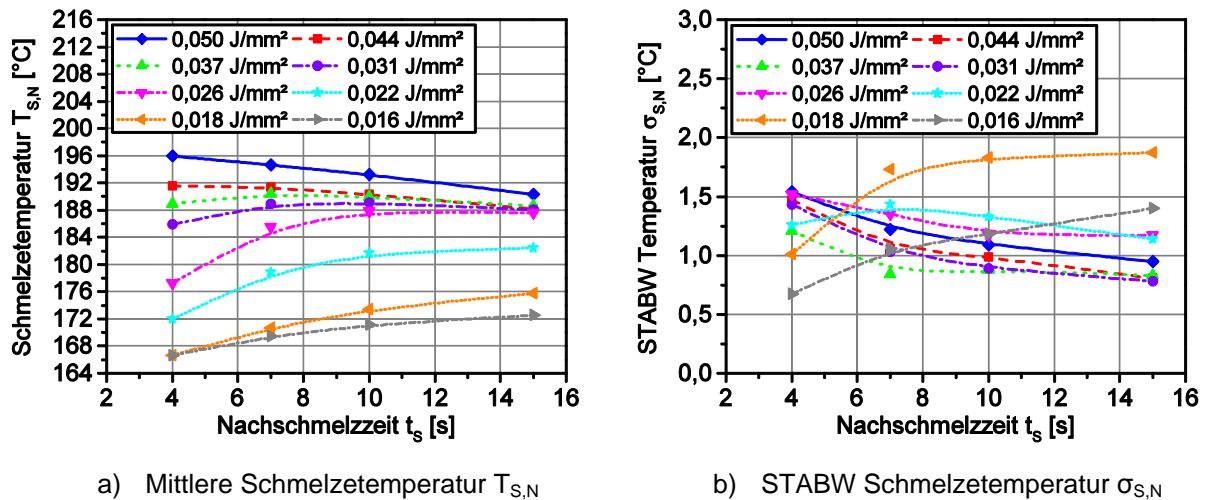 a)
b)
216
212
208
204
200
196
192
188
184
180
176
172
168
164
Schmelzetemperatur T_S,N [°C]
0,050 J/mm²
0,044 J/mm²
0,037 J/mm²
0,031 J/mm²
0,026 J/mm²
0,022 J/mm²
0,018 J/mm²
0,016 J/mm²
2 4 6 8 10 12 14 16
Nachschmelzzeit t_S [s]
3,0
2,5
2,0
1,5
1,0
0,5
0,0
STABW Temperatur σ_S,N [°C]
0,050 J/mm²
0,044 J/mm²
0,037 J/mm²
0,031 J/mm²
0,026 J/mm²
0,022 J/mm²
0,018 J/mm²
0,016 J/mm²
2 4 6 8 10 12 14 16
Nachschmelzzeit t_S [s]
a) Mittlere Schmelzetemperatur T_S,N
b) STABW Schmelzetemperatur σ_S,N